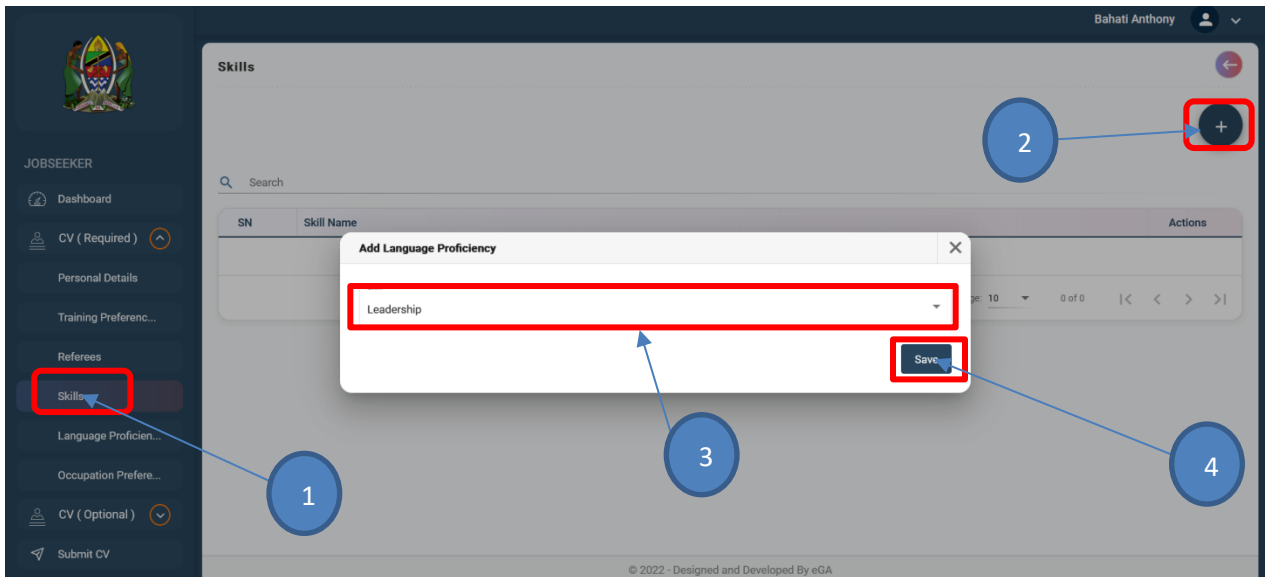 Bahati Anthony
Skills
2
+
JOBSEEKER
Search
Dashboard
SN Skill Name Actions
CV ( Required )
Add Language Proficiency
Personal Details
10 0 of 0
Leadership
Training Preferenc...
Referees
Save
Skills
Language Proficien...
3
4
Occupation Prefere...
1
CV ( Optional )
Submit CV
© 2022 - Designed and Developed By eGA